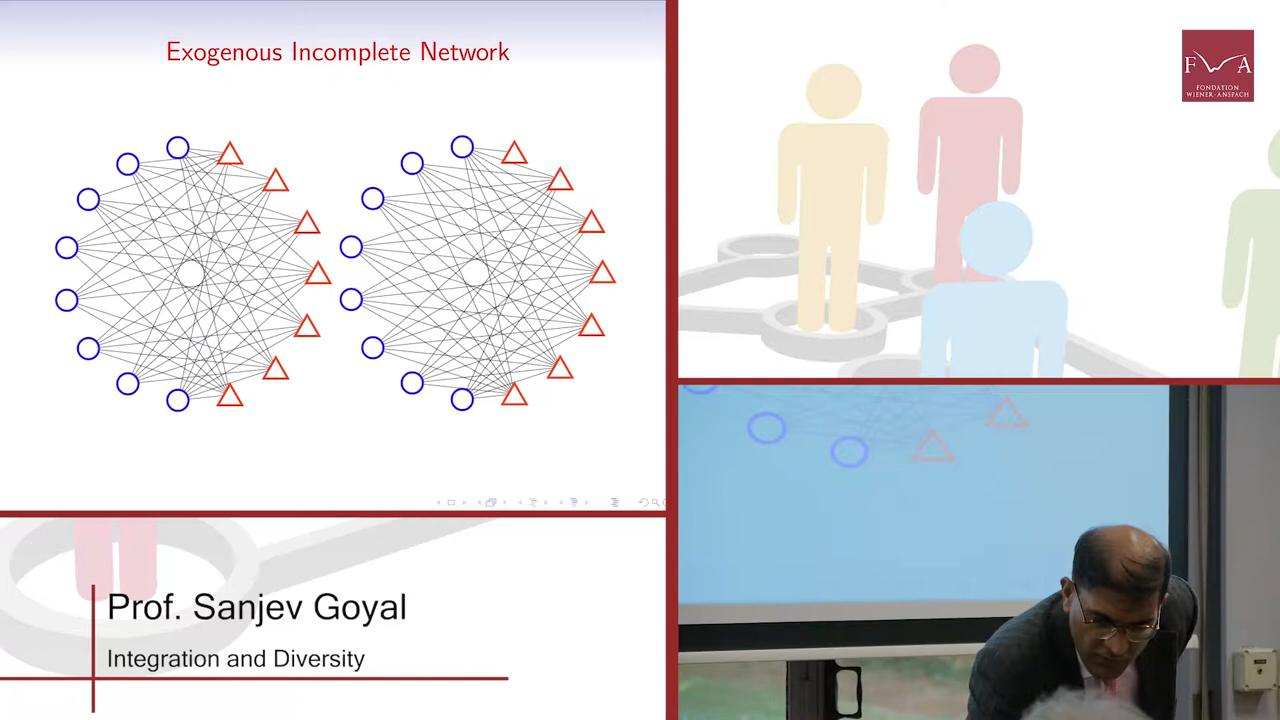 Exogenous Incomplete Network
F W A
FONDATION
WIENER-ANSPACH
Prof. Sanjev Goyal
Integration and Diversity